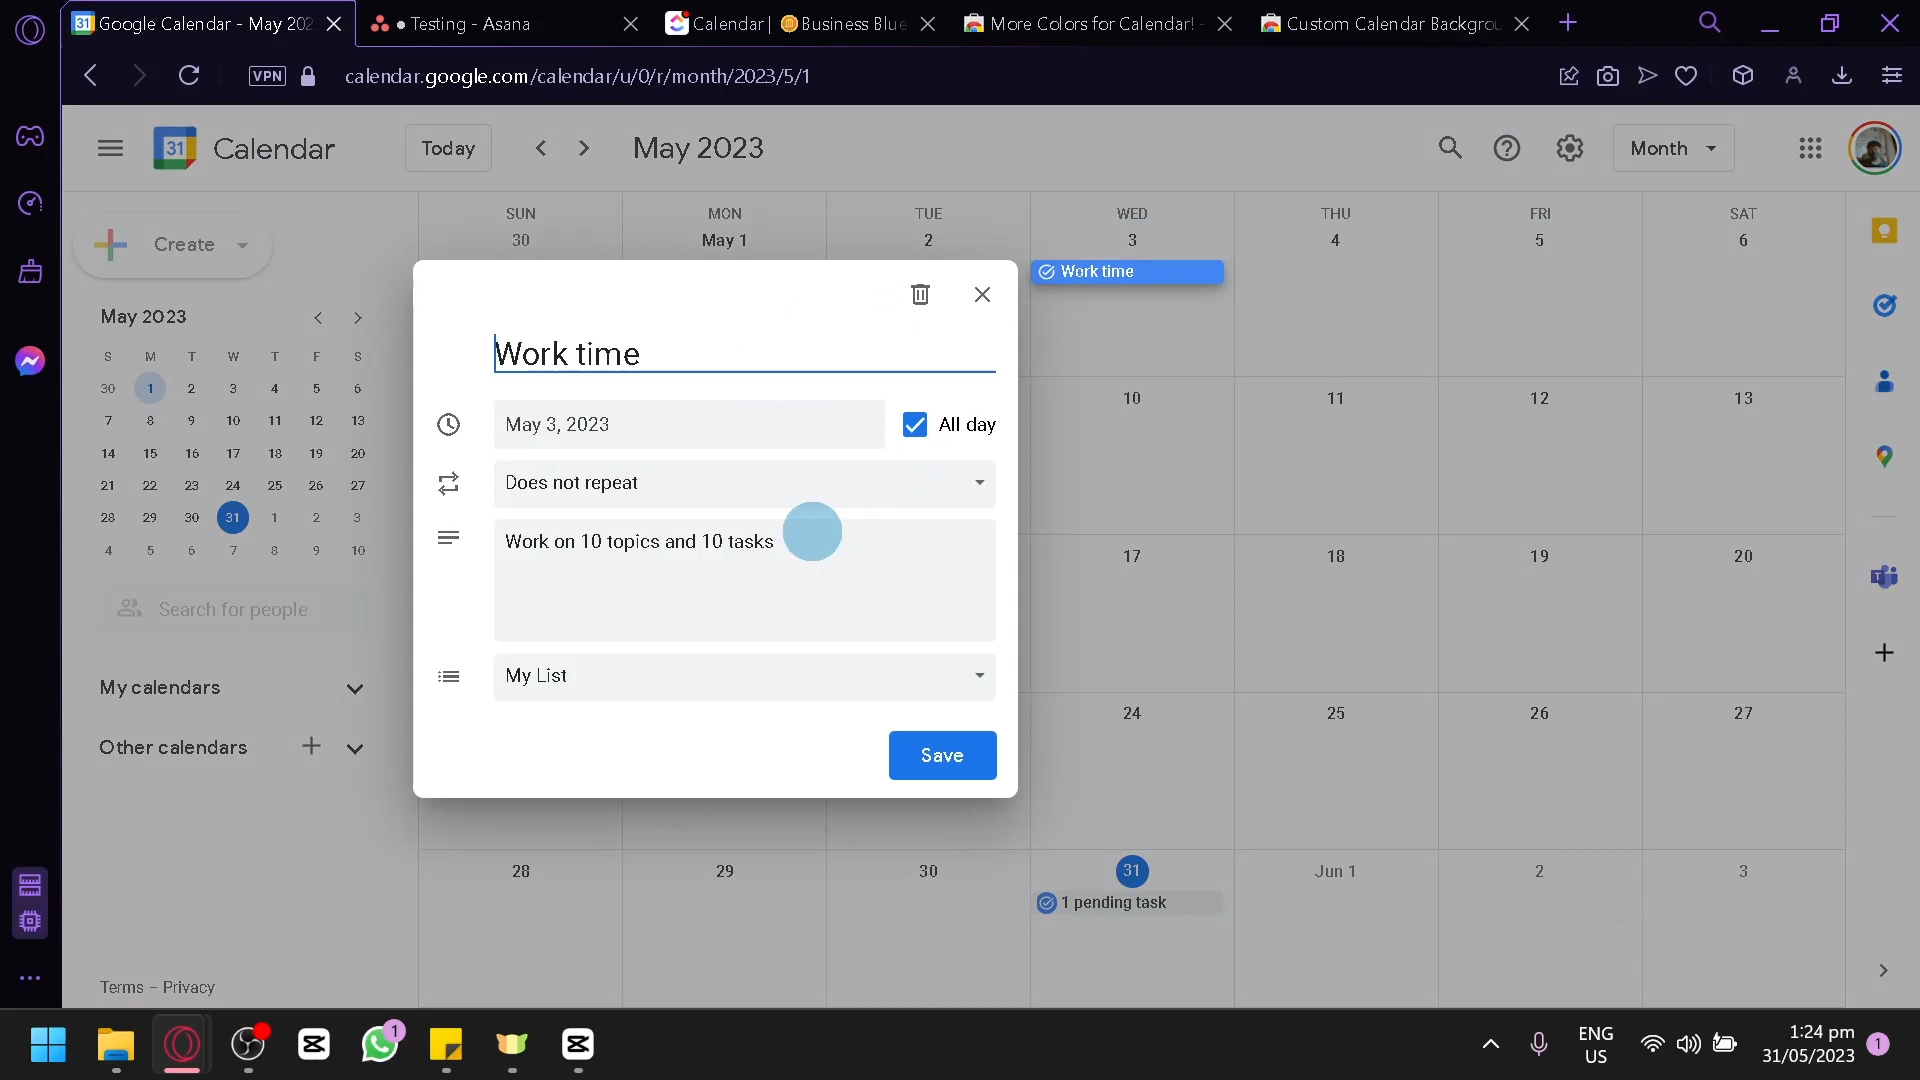 Google Calendar - May 202
Testing - Asana
Calendar | Business Blue
More Colors for Calendar! -
Custom Calendar Backgrou
VPN
calendar.google.com/calendar/u/0/r/month/2023/5/1
31
Calendar
Today
May 2023
Month
Create
SUN MON TUE WED THU FRI SAT
30 May 1 2 3 4 5 6
Work time
May 2023
S M T W T F S
30 1 2 3 4 5 6
7 8 9 10 11 12 13
14 15 16 17 18 19 20
21 22 23 24 25 26 27
28 29 30 31 1 2 3
4 5 6 7 8 9 10
Search for people
My calendars
Other calendars
Terms – Privacy
Work time
May 3, 2023
All day
Does not repeat
Work on 10 topics and 10 tasks
My List
Save
10 11 12 13
17 18 19 20
24 25 26 27
28 29 30 31 Jun 1 2 3
1 pending task
1
ENG
US
1:24 pm
31/05/2023
1